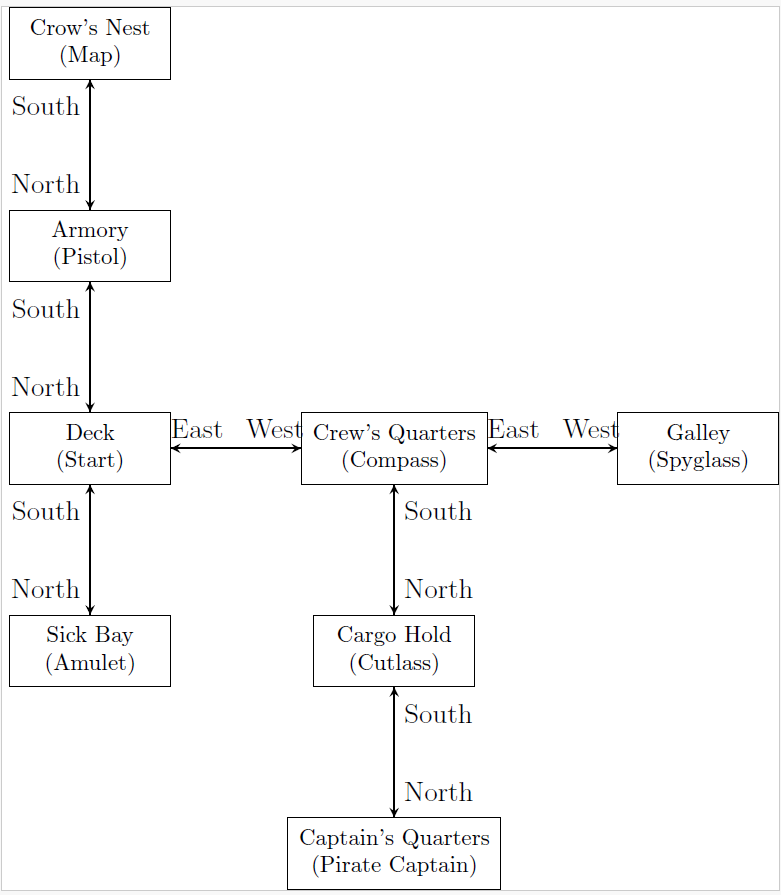 Crow's Nest
(Map)
South
North
Armory
(Pistol)
South
North
Deck
(Start)
East
West
Crew's Quarters
(Compass)
East
West
Galley
(Spyglass)
South
South
North
North
Sick Bay
(Amulet)
Cargo Hold
(Cutlass)
South
North
Captain's Quarters
(Pirate Captain)